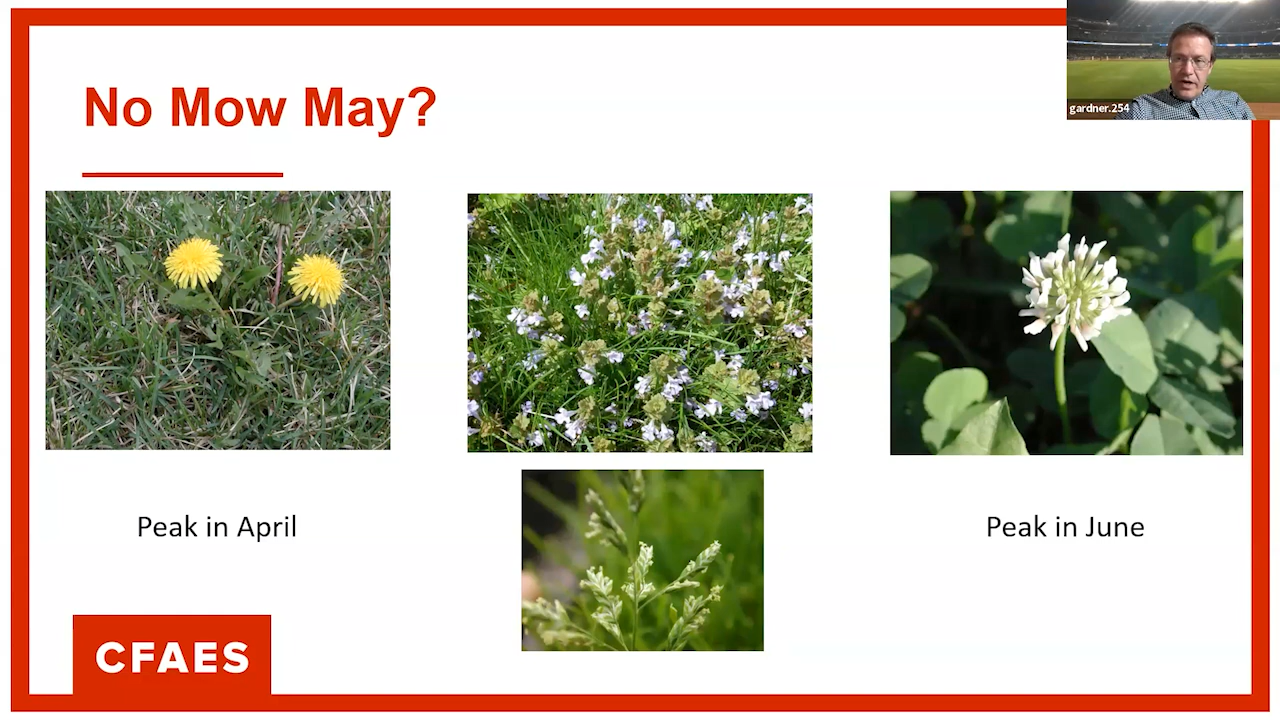 No Mow May?
gardner.254
Peak in April
Peak in June
CFAES